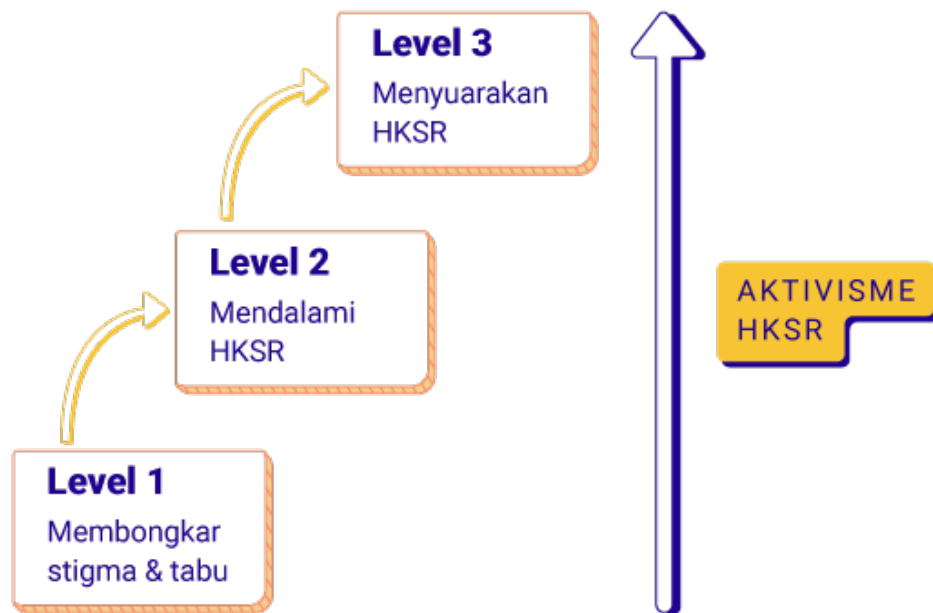 Level 3
Menyuarakan
HKSR
Level 2
Mendalami
HKSR
Level 1
Membongkar
stigma & tabu
AKTIVISME
HKSR